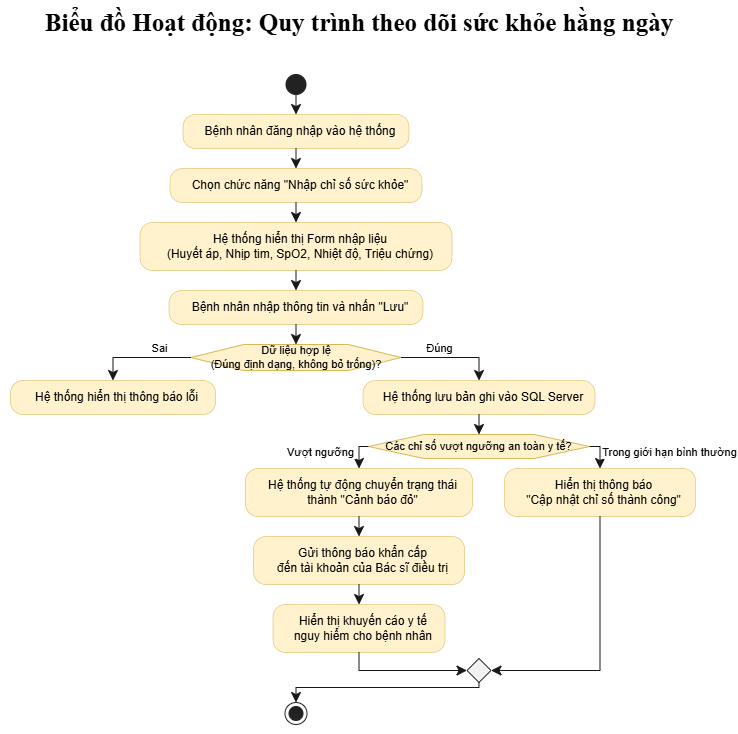 Biểu đồ Hoạt động: Quy trình theo dõi sức khỏe hằng ngày
Bệnh nhân đăng nhập vào hệ thống
Chọn chức năng "Nhập chỉ số sức khỏe"
Hệ thống hiển thị Form nhập liệu
(Huyết áp, Nhịp tim, SpO2, Nhiệt độ, Triệu chứng)
Bệnh nhân nhập thông tin và nhấn "Lưu"
Sai
Dữ liệu hợp lệ
(Đúng định dạng, không bỏ trống)?
Đúng
Hệ thống hiển thị thông báo lỗi
Hệ thống lưu bản ghi vào SQL Server
Vượt ngưỡng
Các chỉ số vượt ngưỡng an toàn y tế?
Trong giới hạn bình thường
Hệ thống tự động chuyển trạng thái
thành "Cảnh báo đỏ"
Hiển thị thông báo
"Cập nhật chỉ số thành công"
Gửi thông báo khẩn cấp
đến tài khoản của Bác sĩ điều trị
Hiển thị khuyến cáo y tế
nguy hiểm cho bệnh nhân